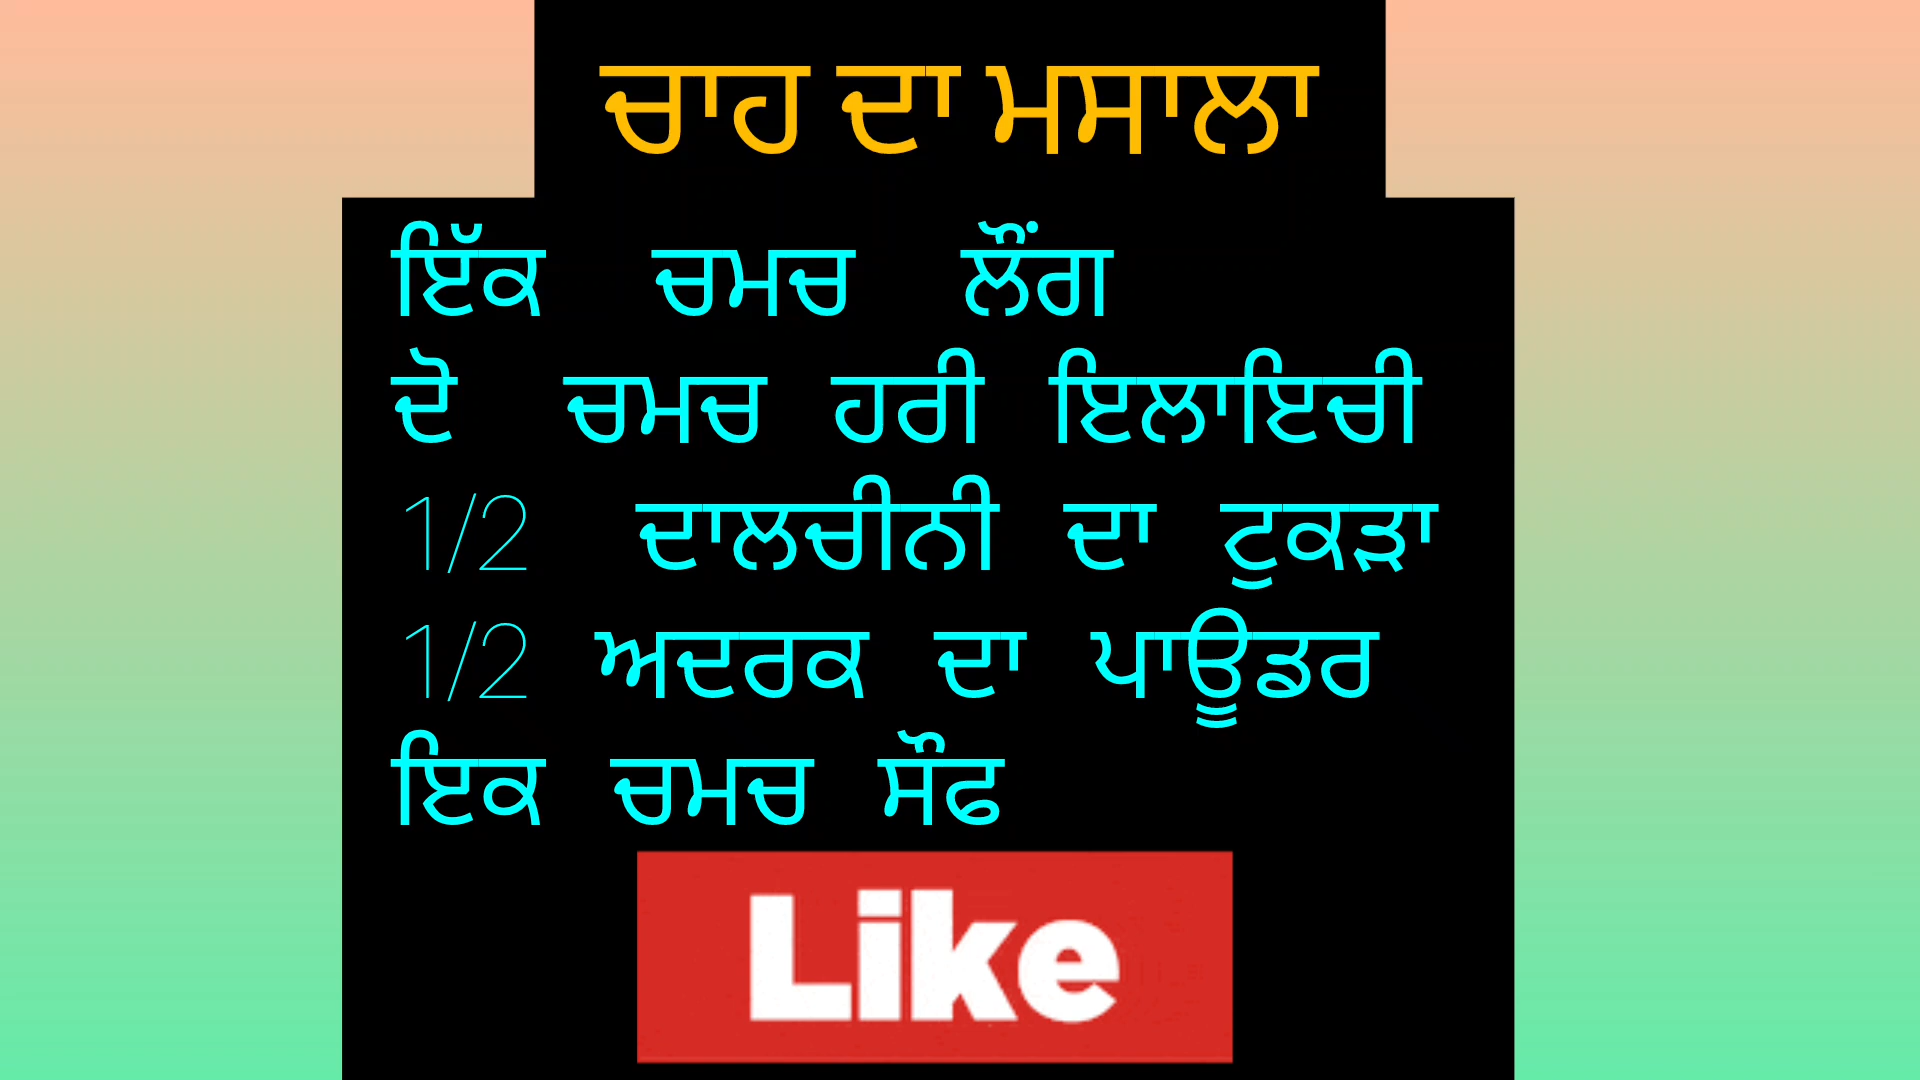 ਚਾਹ ਦਾ ਮਸਾਲਾ
ਇੱਕ ਚਮਚ ਲੌਂਗ
ਦੋ ਚਮਚ ਹਰੀ ਇਲਾਇਚੀ
1/2 ਦਾਲਚੀਨੀ ਦਾ ਟੁਕੜਾ
1/2 ਅਦਰਕ ਦਾ ਪਾਊਡਰ
ਇਕ ਚਮਚ ਸੌਫ
Like